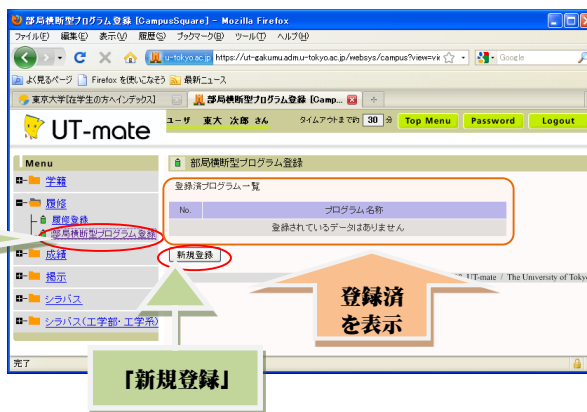 部局横断型プログラム登録 [CampusSquare] - Mozilla Firefox
ファイル(F) 編集(E) 表示(V) 履歴(S) ブックマーク(B) ツール(T) ヘルプ(H)
u-tokyo.ac.jp https://ut-gakumu.adm.u-tokyo.ac.jp/websys/campus?view=vi Google
よく見るページ Firefox を使いこなそう 最新ニュース
東京大学[在学生の方へインデックス] 部局横断型プログラム登録 [Camp...
UT-mate
ユーザ 東大 次郎 さん タイムアウトまで約 30 分 Top Menu Password Logout
Menu
部局横断型プログラム登録
学籍
登録済プログラム一覧
履修
No. プログラム名称
履修登録
登録されているデータはありません
部局横断型プログラム登録
成績
新規登録
掲示
UT-mate / The University of Tokyo
シラバス
シラバス(工学部・工学系)
登録済
を表示
完了
「新規登録」